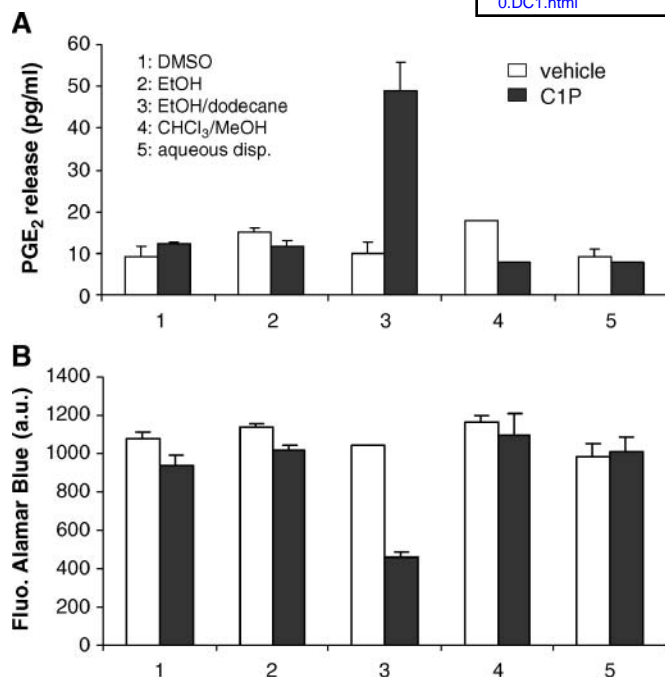 0.DC1.html
A
60
50
40
30
20
10
0
PGE₂ release (pg/ml)
1: DMSO
2: EtOH
3: EtOH/dodecane
4: CHCl₃/MeOH
5: aqueous disp.
vehicle
C1P
1 2 3 4 5
B
1400
1200
1000
800
600
400
200
0
Fluo. Alamar Blue (a.u.)
1 2 3 4 5